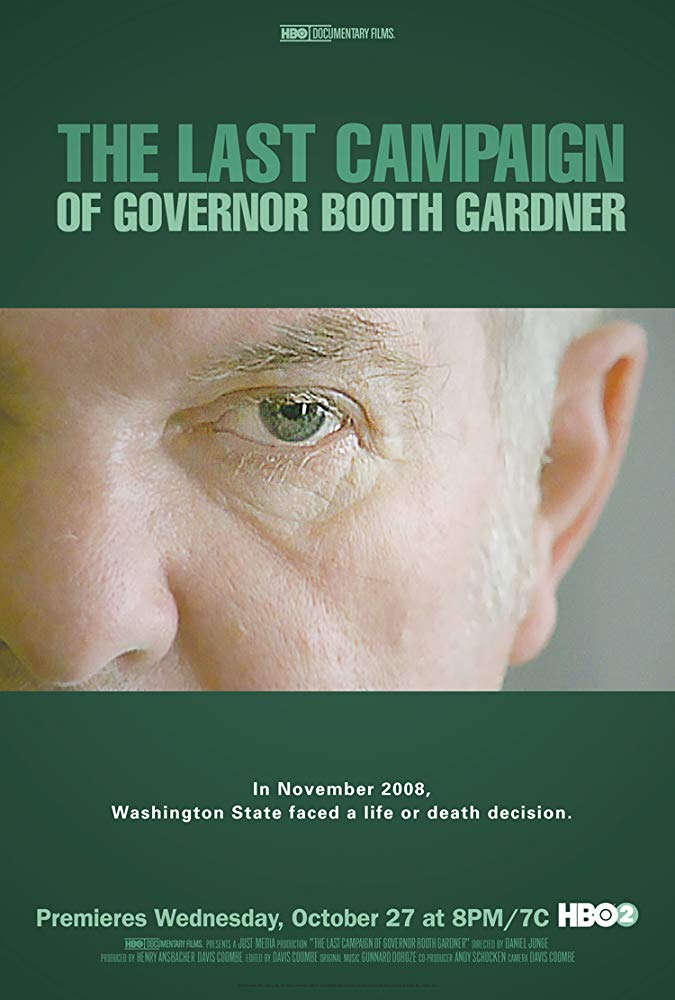 HBO DOCUMENTARY FILMS.
THE LAST CAMPAIGN
OF GOVERNOR BOOTH GARDNER
In November 2008,
Washington State faced a life or death decision.
Premieres Wednesday, October 27 at 8PM/7C HBO2
HBO DOCUMENTARY FILMS. PRESENTS A JUST MEDIA PRODUCTION "THE LAST CAMPAIGN OF GOVERNOR BOOTH GARDNER" DIRECTED BY DANIEL JUNGE
PRODUCED BY HENRY ANSBACHER DAVIS COOMBE EDITED BY DAVIS COOMBE ORIGINAL MUSIC GUNNARD DOBOZE CO-PRODUCER ANDY SCHOCKEN CAMERA DAVIS COOMBE